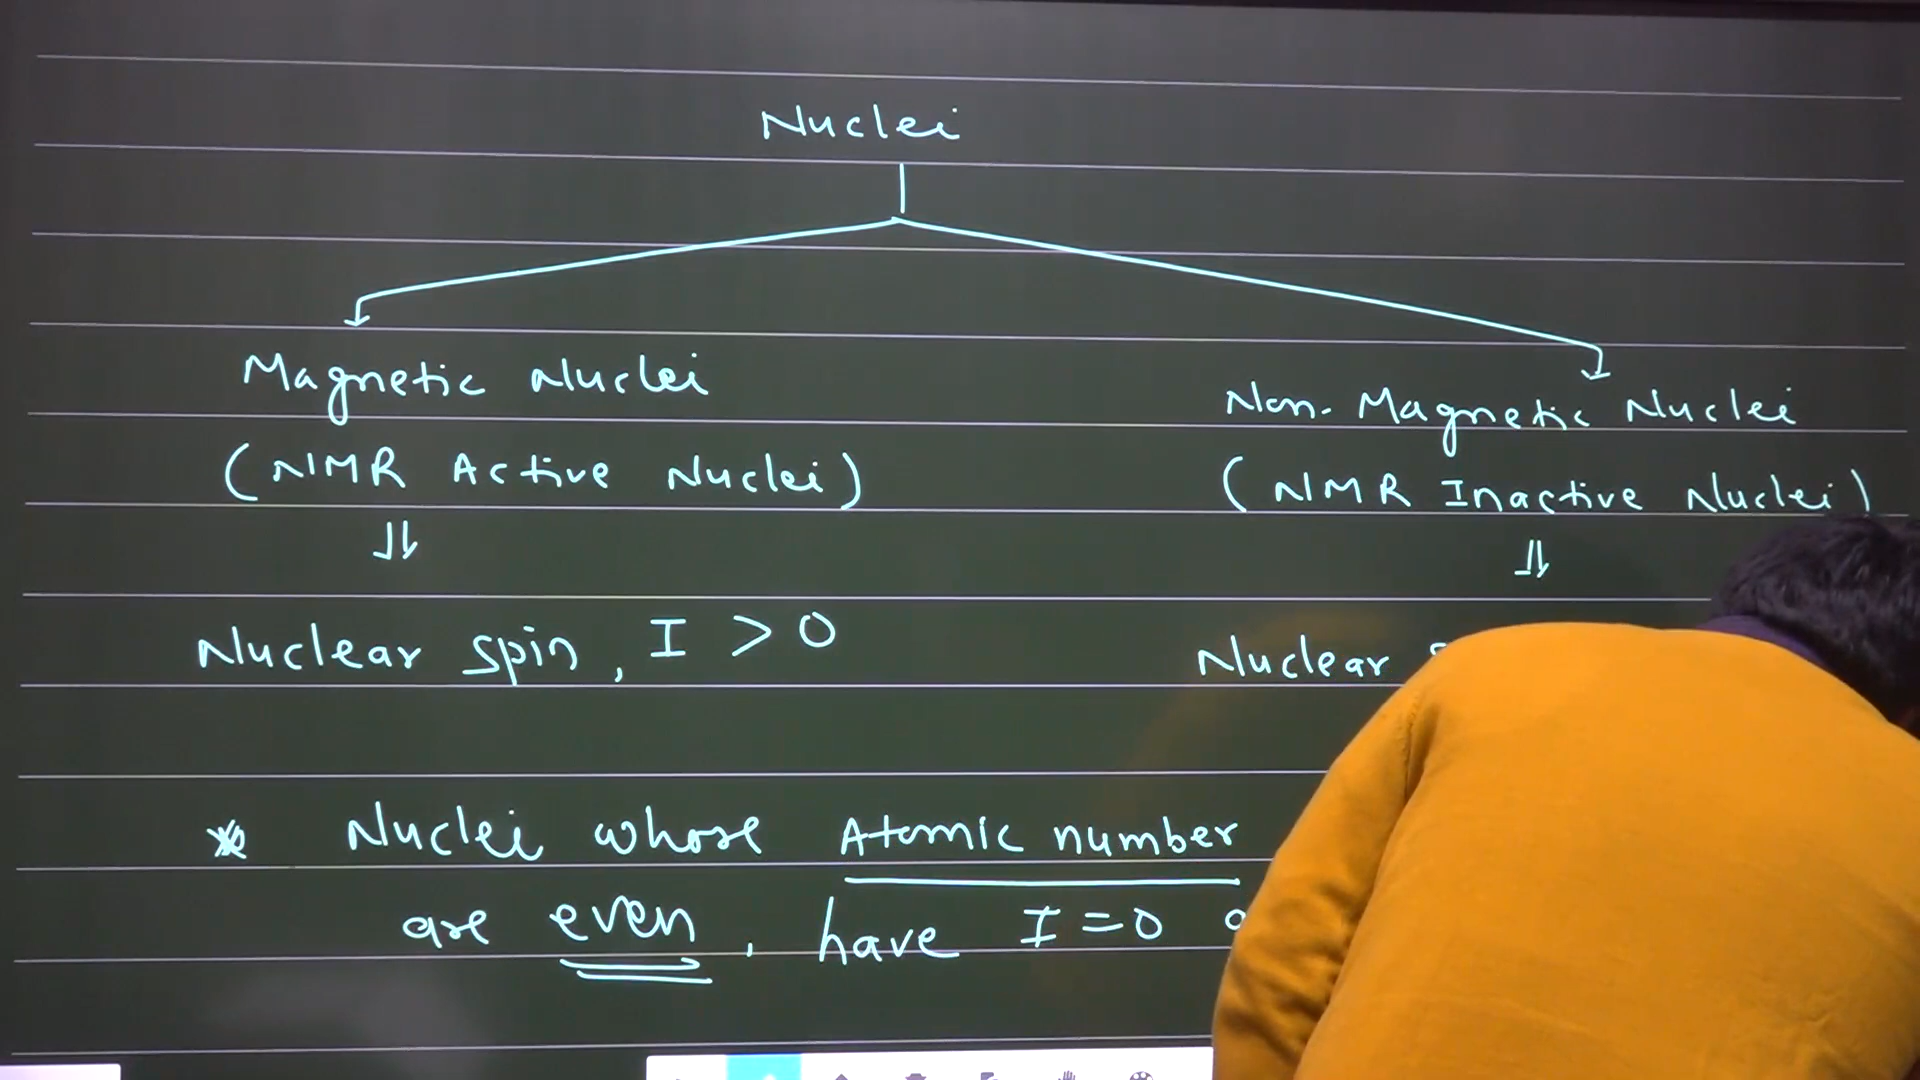 Nuclei
Magnetic Nuclei
Non-Magnetic Nuclei
(NMR Active Nuclei)
(NMR Inactive Nuclei)
⇓
⇓
Nuclear spin, I > 0
Nuclear
* Nuclei whose Atomic number
are even, have I = 0